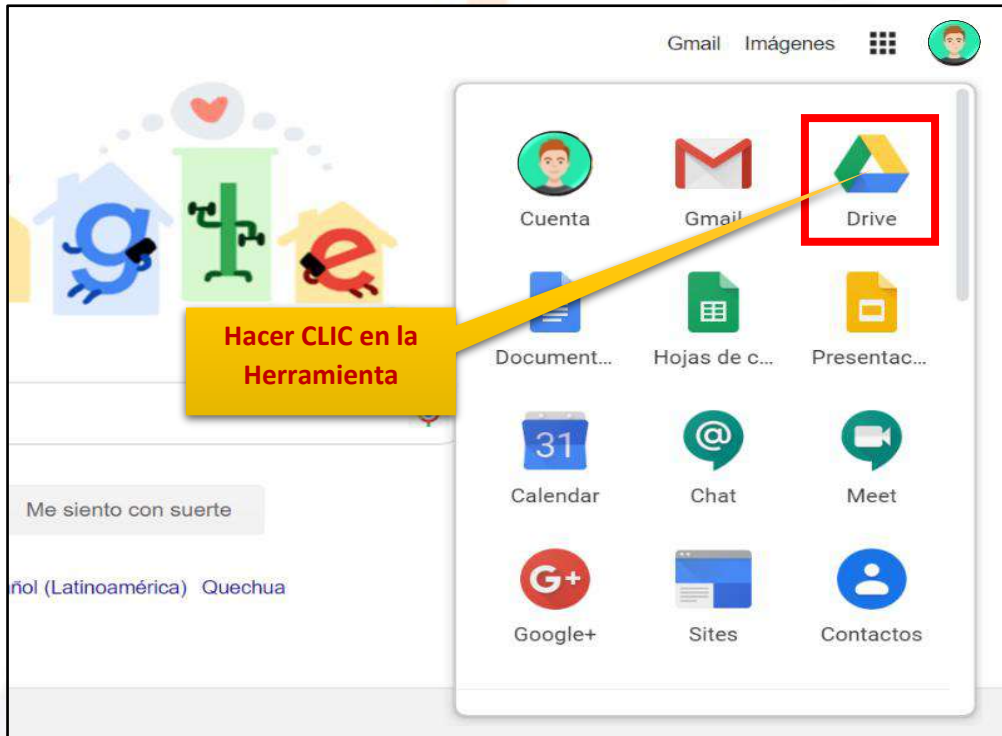 Gmail Imágenes
g e
Cuenta Gmail Drive
Hacer CLIC en la
Herramienta
Document... Hojas de c... Presentac...
31 @
Calendar Chat Meet
Me siento con suerte
G+
ñol (Latinoamérica) Quechua
Google+ Sites Contactos